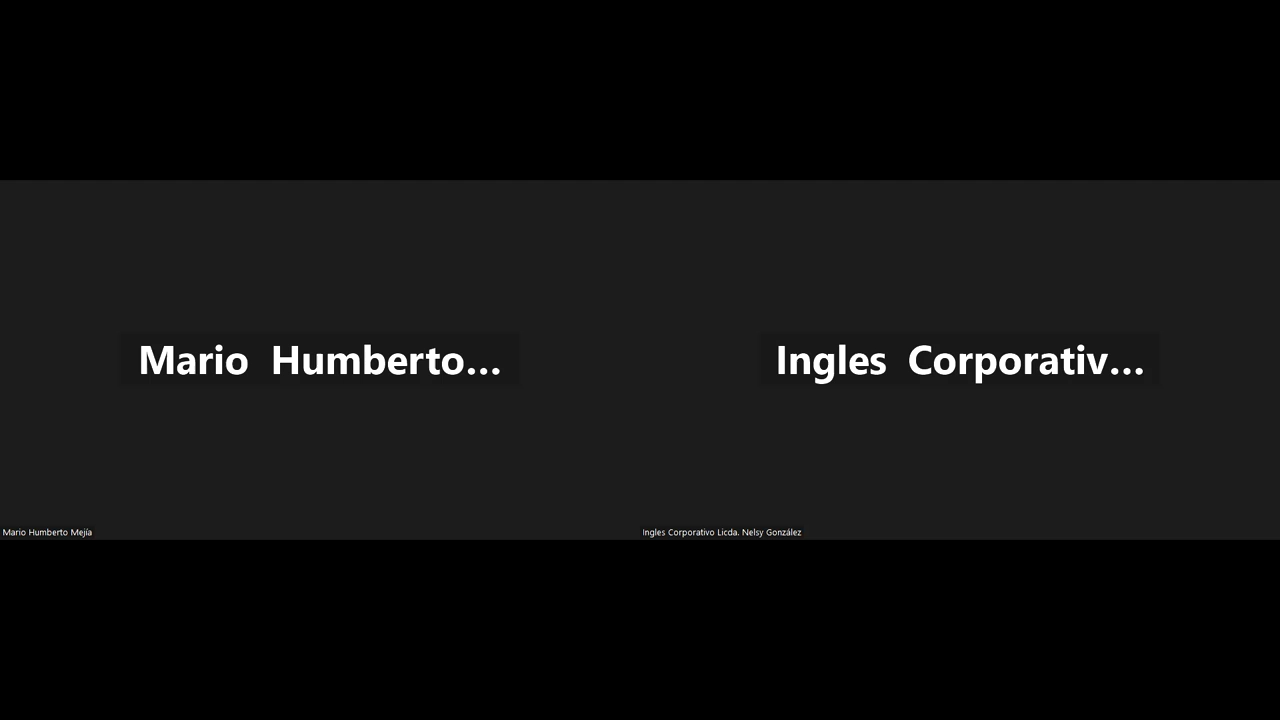 Mario Humberto...
Ingles Corporativ...
Mario Humberto Mejía
Ingles Corporativo Licda. Nelsy González